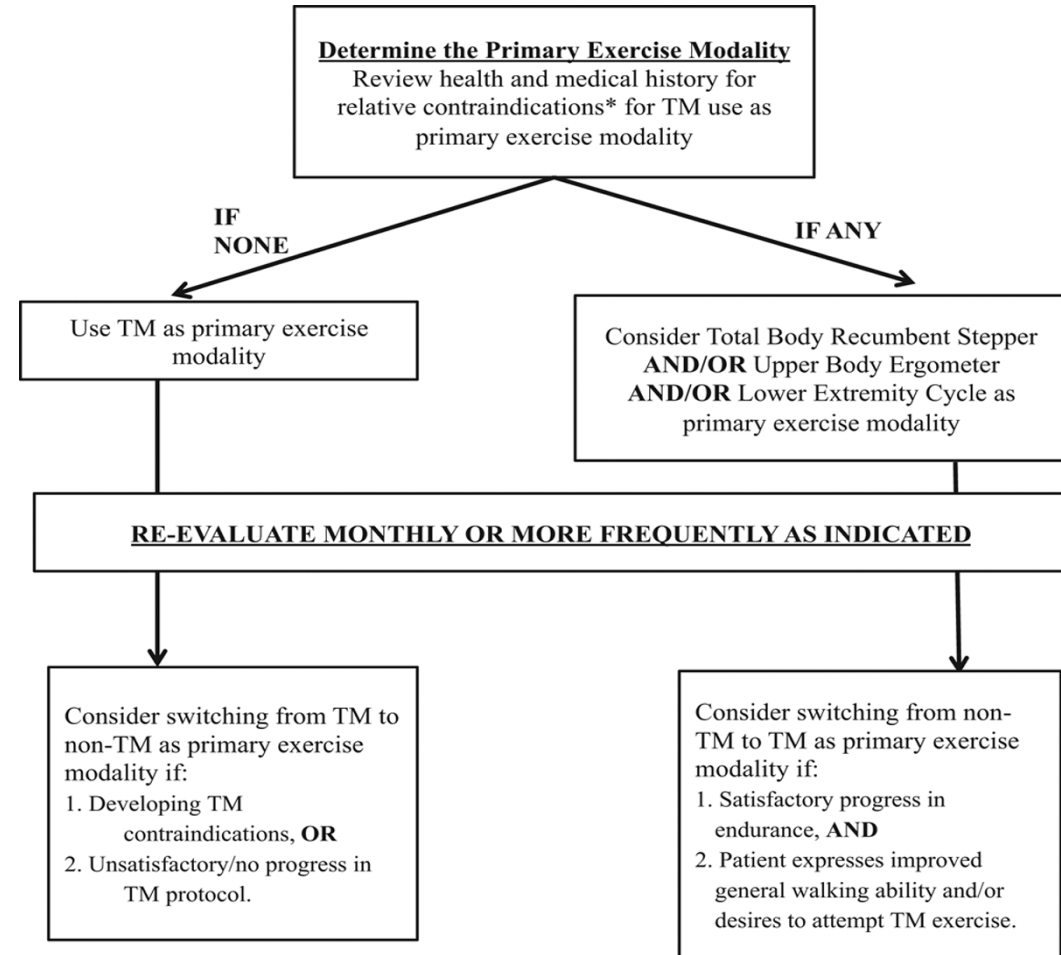 Determine the Primary Exercise Modality
Review health and medical history for
relative contraindications* for TM use as
primary exercise modality
IF
NONE
IF ANY
Use TM as primary exercise
modality
Consider Total Body Recumbent Stepper
AND/OR Upper Body Ergometer
AND/OR Lower Extremity Cycle as
primary exercise modality
RE-EVALUATE MONTHLY OR MORE FREQUENTLY AS INDICATED
Consider switching from TM to
non-TM as primary exercise
modality if:
1. Developing TM
contraindications, OR
2. Unsatisfactory/no progress in
TM protocol.
Consider switching from non-
TM to TM as primary exercise
modality if:
1. Satisfactory progress in
endurance, AND
2. Patient expresses improved
general walking ability and/or
desires to attempt TM exercise.